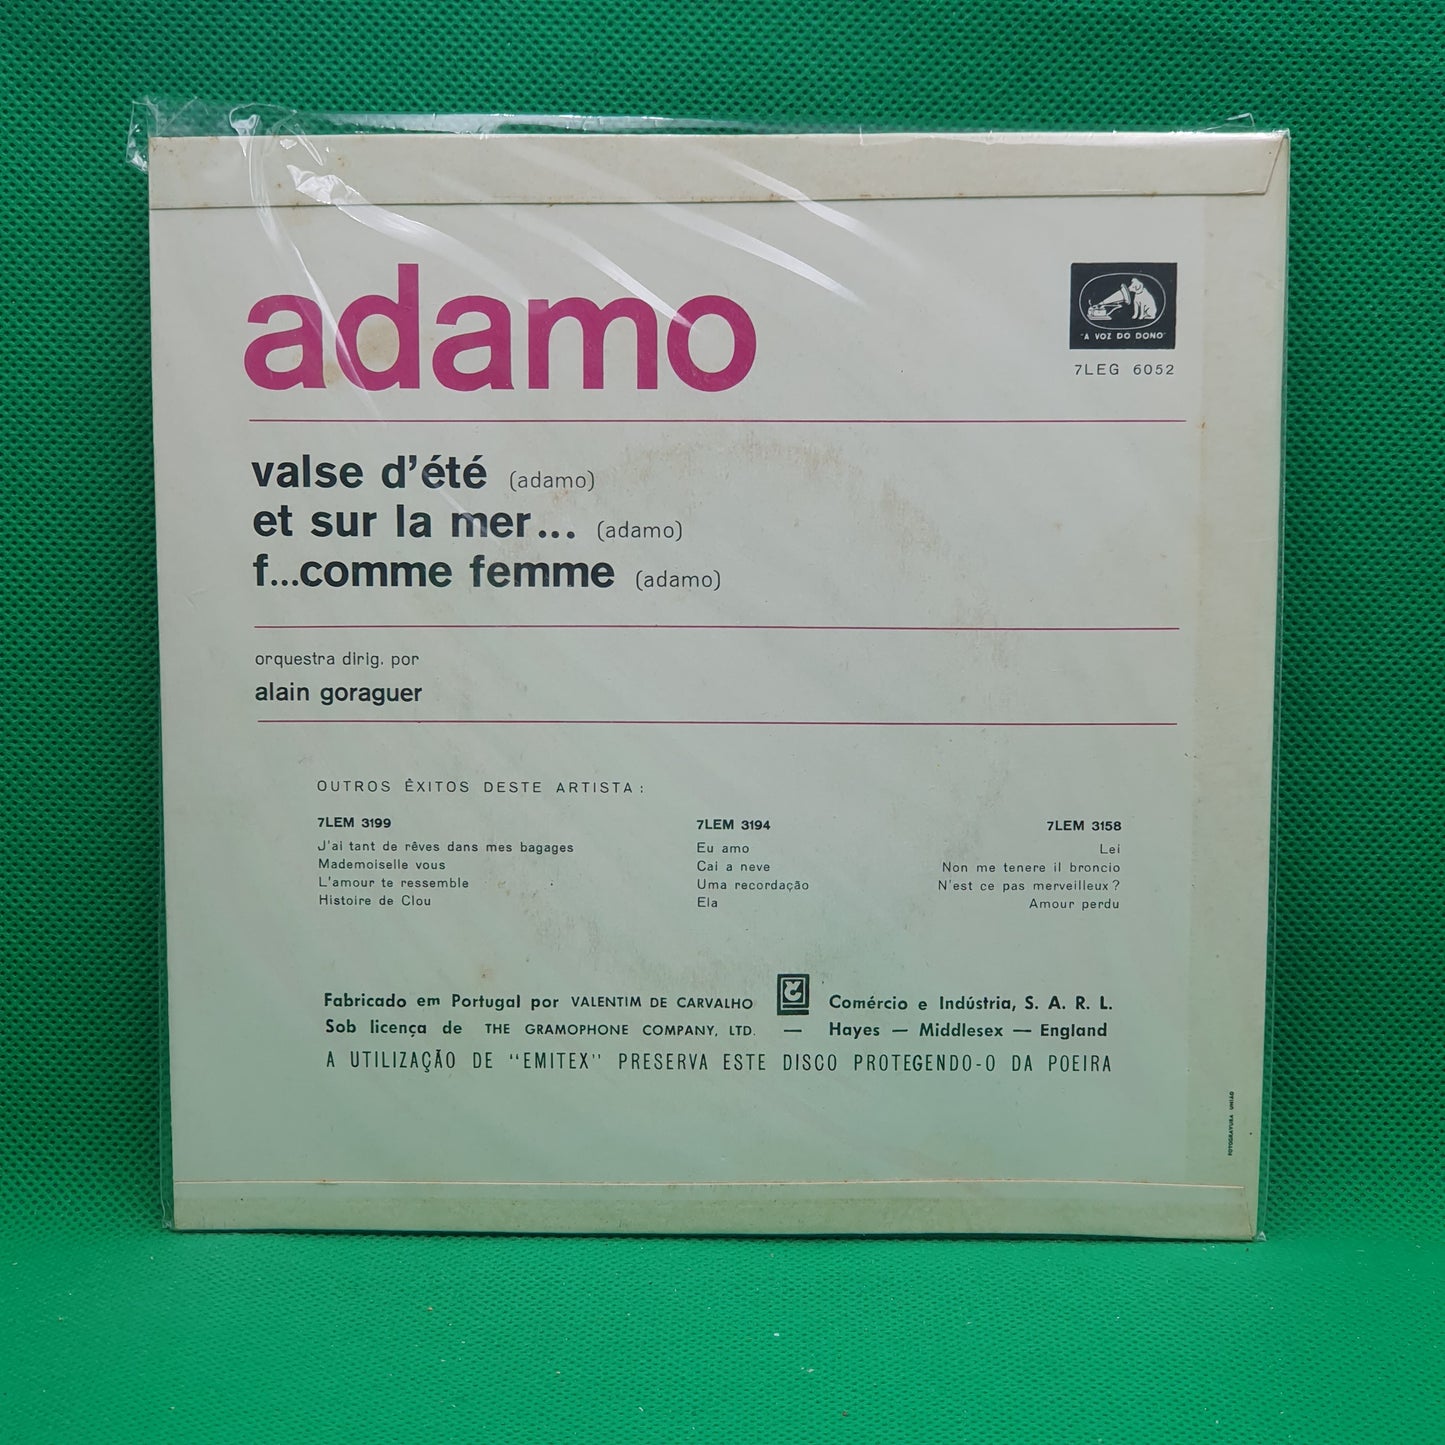 adamo
"A VOZ DO DONO"
7LEG 6052
valse d'été (adamo)
et sur la mer... (adamo)
f...comme femme (adamo)
orquestra dirig. por
alain goraguer
OUTROS ÊXITOS DESTE ARTISTA :
7LEM 3199
J'ai tant de rêves dans mes bagages
Mademoiselle vous
L'amour te ressemble
Histoire de Clou
7LEM 3194
Eu amo
Cai a neve
Uma recordação
Ela
7LEM 3158
Lei
Non me tenere il broncio
N'est ce pas merveilleux ?
Amour perdu
Fabricado em Portugal por VALENTIM DE CARVALHO Comércio e Indústria, S. A. R. L.
Sob licença de THE GRAMOPHONE COMPANY, LTD. — Hayes — Middlesex — England
A UTILIZAÇÃO DE "EMITEX" PRESERVA ESTE DISCO PROTEGENDO-O DA POEIRA
FOTOGRAVURA UNIÃO